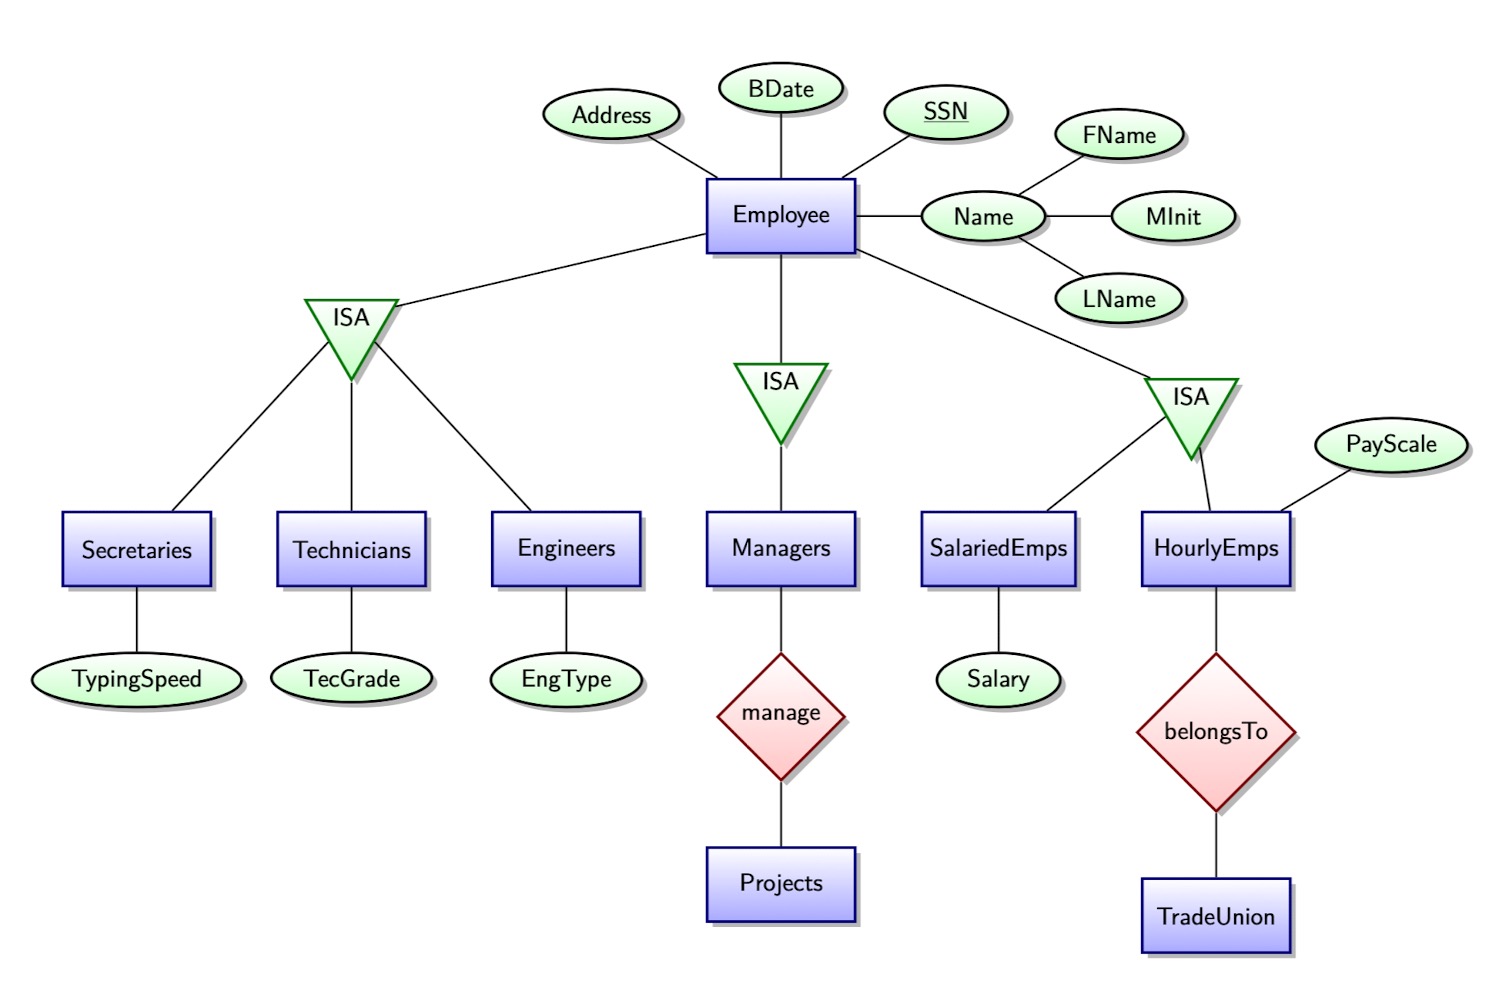 BDate
Address
SSN
FName
Employee
Name
MInit
LName
ISA
ISA
ISA
PayScale
Secretaries
Technicians
Engineers
Managers
SalariedEmps
HourlyEmps
TypingSpeed
TecGrade
EngType
manage
Salary
belongsTo
Projects
TradeUnion